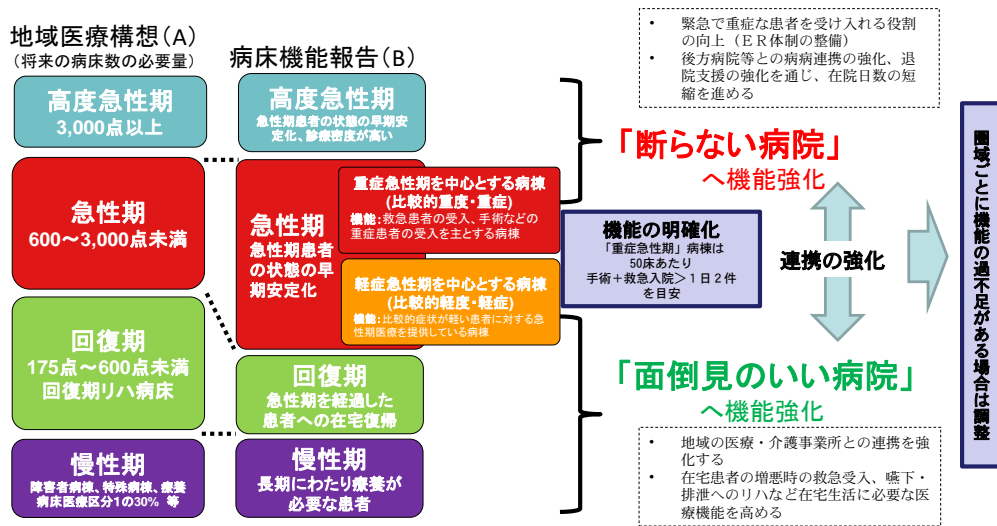 地域医療構想(A)
(将来の病床数の必要量)
高度急性期
3,000点以上
急性期
600～3,000点未満
回復期
175点～600点未満
回復期リハ病床
慢性期
障害者病棟、特殊病棟、療養
病床医療区分1の30% 等
病床機能報告(B)
高度急性期
急性期患者の状態の早期安
定化、診療密度が高い
急性期
急性期患者
の状態の早
期安定化
重症急性期を中心とする病棟
(比較的重度・重症)
機能：救急患者の受入、手術などの
重症患者の受入を主とする病棟
軽症急性期を中心とする病棟
(比較的軽度・軽症)
機能：比較的症状が軽い患者に対する急
性期医療を提供している病棟
回復期
急性期を経過した
患者への在宅復帰
慢性期
長期にわたり療養が
必要な患者
機能の明確化
「重症急性期」病棟は
50床あたり
手術＋救急入院＞１日２件
を目安
• 緊急で重症な患者を受け入れる役割
の向上（ＥＲ体制の整備）
• 後方病院等との病病連携の強化、退
院支援の強化を通じ、在院日数の短
縮を進める
「断らない病院」
へ機能強化
連携の強化
「面倒見のいい病院」
へ機能強化
• 地域の医療・介護事業所との連携を強
化する
• 在宅患者の増悪時の救急受入、嚥下・
排泄へのリハなど在宅生活に必要な医
療機能を高める
圏域ごとに機能の過不足がある場合は調整